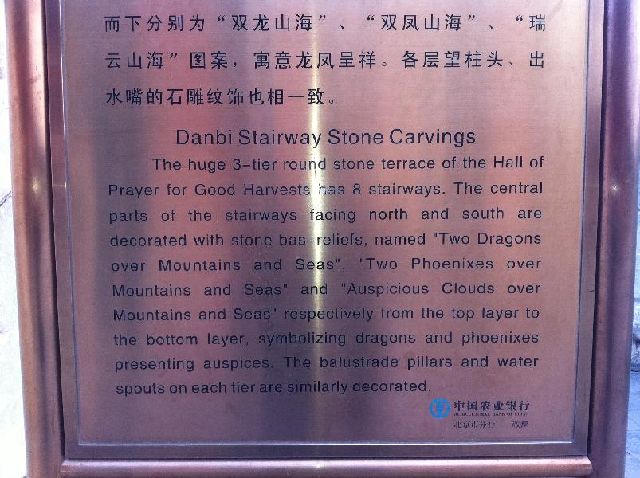 而下分别为“双龙山海”、“双凤山海”、“瑞
云山海”图案，寓意龙凤呈祥。各层望柱头、出
水嘴的石雕纹饰也相一致。
Danbi Stairway Stone Carvings
The huge 3-tier round stone terrace of the Hall of
Prayer for Good Harvests has 8 stairways. The central
parts of the stairways facing north and south are
decorated with stone bas-reliefs, named "Two Dragons
over Mountains and Seas", "Two Phoenixes over
Mountains and Seas" and "Auspicious Clouds over
Mountains and Seas" respectively from the top layer to
the bottom layer, symbolizing dragons and phoenixes
presenting auspices. The balustrade pillars and water
spouts on each tier are similarly decorated.
中国农业银行
北京市分行